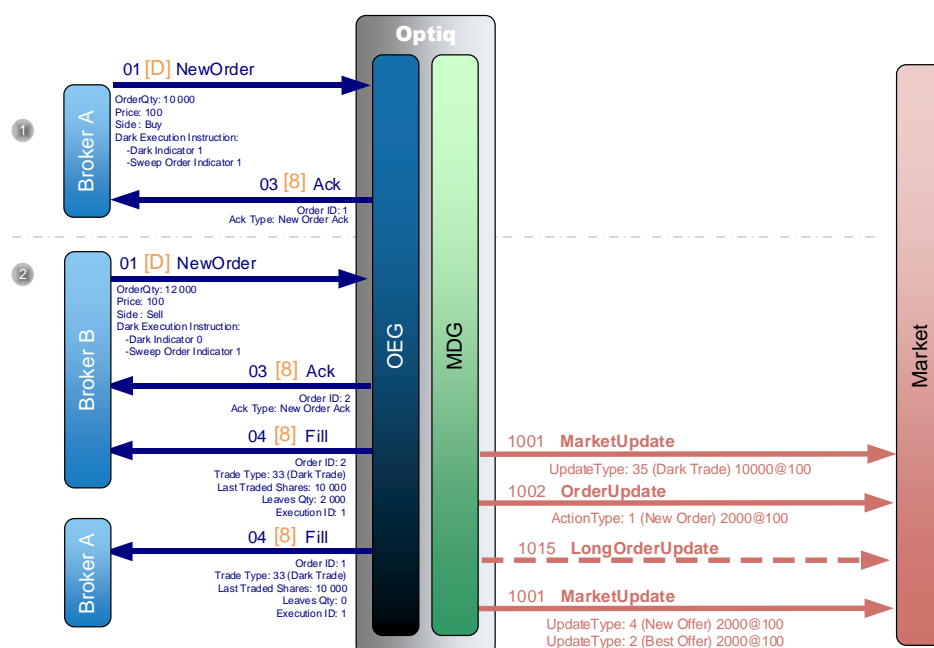 Optiq
01 [D] NewOrder
OrderQty: 10 000
Price: 100
Side : Buy
Dark Execution Instruction:
-Dark Indicator 1
-Sweep Order Indicator 1
1
Broker A
03 [8] Ack
Order ID: 1
Ack Type: New Order Ack
2
01 [D] NewOrder
OrderQty: 12 000
Price: 100
Side : Sell
Dark Execution Instruction:
-Dark Indicator 0
-Sweep Order Indicator 1
Broker B
OEG
MDG
Market
03 [8] Ack
Order ID: 2
Ack Type: New Order Ack
04 [8] Fill
Order ID: 2
Trade Type: 33 (Dark Trade)
Last Traded Shares: 10 000
Leaves Qty: 2 000
Execution ID: 1
1001 MarketUpdate
UpdateType: 35 (Dark Trade) 10000@100
1002 OrderUpdate
ActionType: 1 (New Order) 2000@100
Broker A
04 [8] Fill
Order ID: 1
Trade Type: 33 (Dark Trade)
Last Traded Shares: 10 000
Leaves Qty: 0
Execution ID: 1
1015 LongOrderUpdate
1001 MarketUpdate
UpdateType: 4 (New Offer) 2000@100
UpdateType: 2 (Best Offer) 2000@100